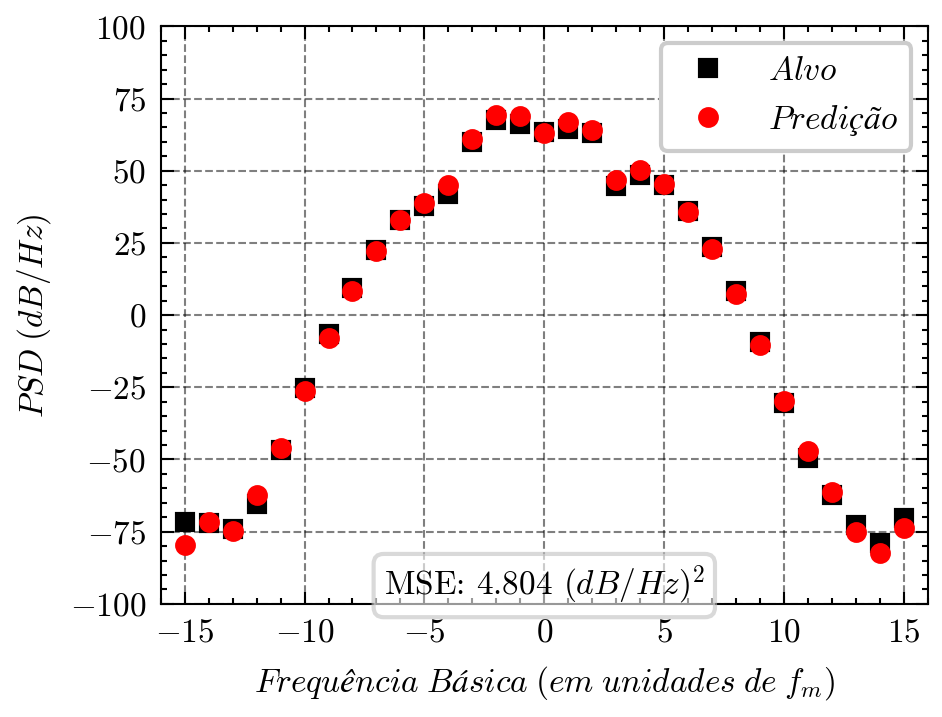 100
75
50
25
0
−25
−50
−75
−100
PSD (dB/Hz)
Alvo
Predição
MSE: 4.804 (dB/Hz)²
−15 −10 −5 0 5 10 15
Frequência Básica (em unidades de fₘ)